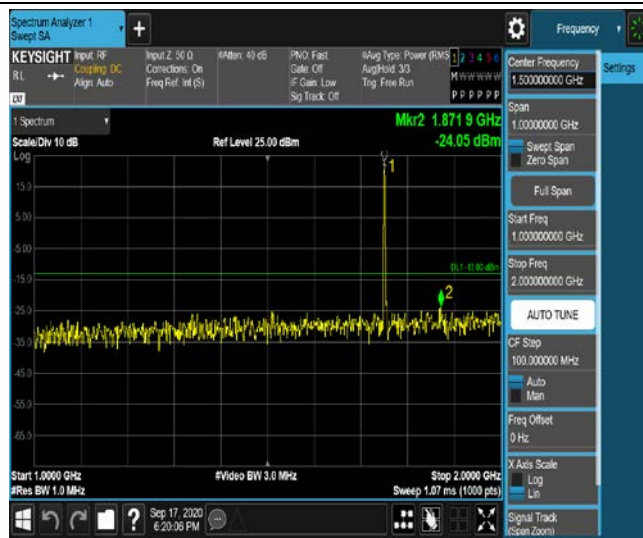 Spectrum Analyzer 1
Swept SA
+
Frequency
KEYSIGHT
RL
Input: RF
Coupling: DC
Align: Auto
Input Z: 50 Ω
Corrections: On
Freq Ref: Int (S)
#Atten: 40 dB
PNO: Fast
Gate: Off
IF Gain: Low
Sig Track: Off
#Avg Type: Power (RMS
Avg|Hold: 3/3
Trig: Free Run
1 2 3 4 5 6
M W W W W W
P P P P P P
Settings
1 Spectrum
Scale/Div 10 dB
Ref Level 25.00 dBm
Mkr2 1.871 9 GHz
-24.05 dBm
Log
15.0
5.00
-5.00
-15.0
-25.0
-35.0
-45.0
-55.0
-65.0
1
DL1 -13.00 dBm
2
Start 1.0000 GHz
#Res BW 1.0 MHz
#Video BW 3.0 MHz
Stop 2.0000 GHz
Sweep 1.07 ms (1000 pts)
Center Frequency
1.500000000 GHz
Span
1.00000000 GHz
Swept Span
Zero Span
Full Span
Start Freq
1.000000000 GHz
Stop Freq
2.000000000 GHz
AUTO TUNE
CF Step
100.000000 MHz
Auto
Man
Freq Offset
0 Hz
X Axis Scale
Log
Lin
Signal Track
(Span Zoom)
?
Sep 17, 2020
6:20:06 PM